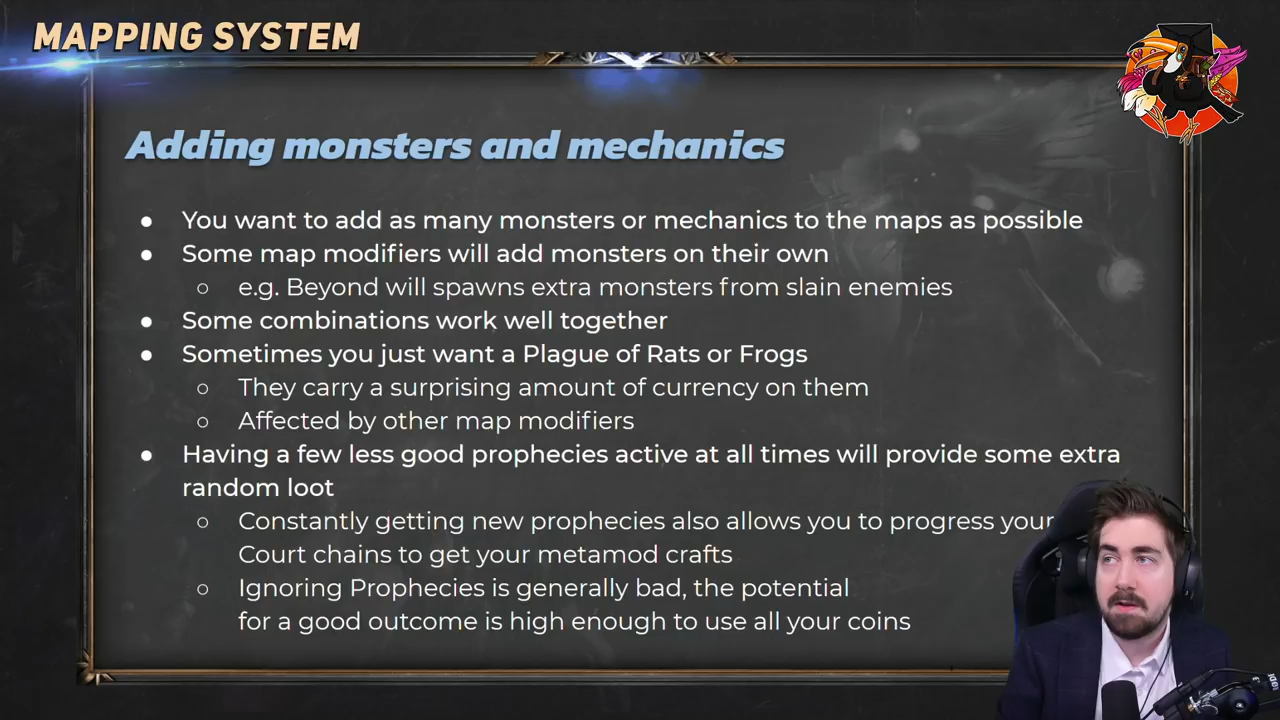 MAPPING SYSTEM
Adding monsters and mechanics
● You want to add as many monsters or mechanics to the maps as possible
● Some map modifiers will add monsters on their own
○ e.g. Beyond will spawns extra monsters from slain enemies
● Some combinations work well together
● Sometimes you just want a Plague of Rats or Frogs
○ They carry a surprising amount of currency on them
○ Affected by other map modifiers
● Having a few less good prophecies active at all times will provide some extra
random loot
○ Constantly getting new prophecies also allows you to progress your
Court chains to get your metamod crafts
○ Ignoring Prophecies is generally bad, the potential
for a good outcome is high enough to use all your coins